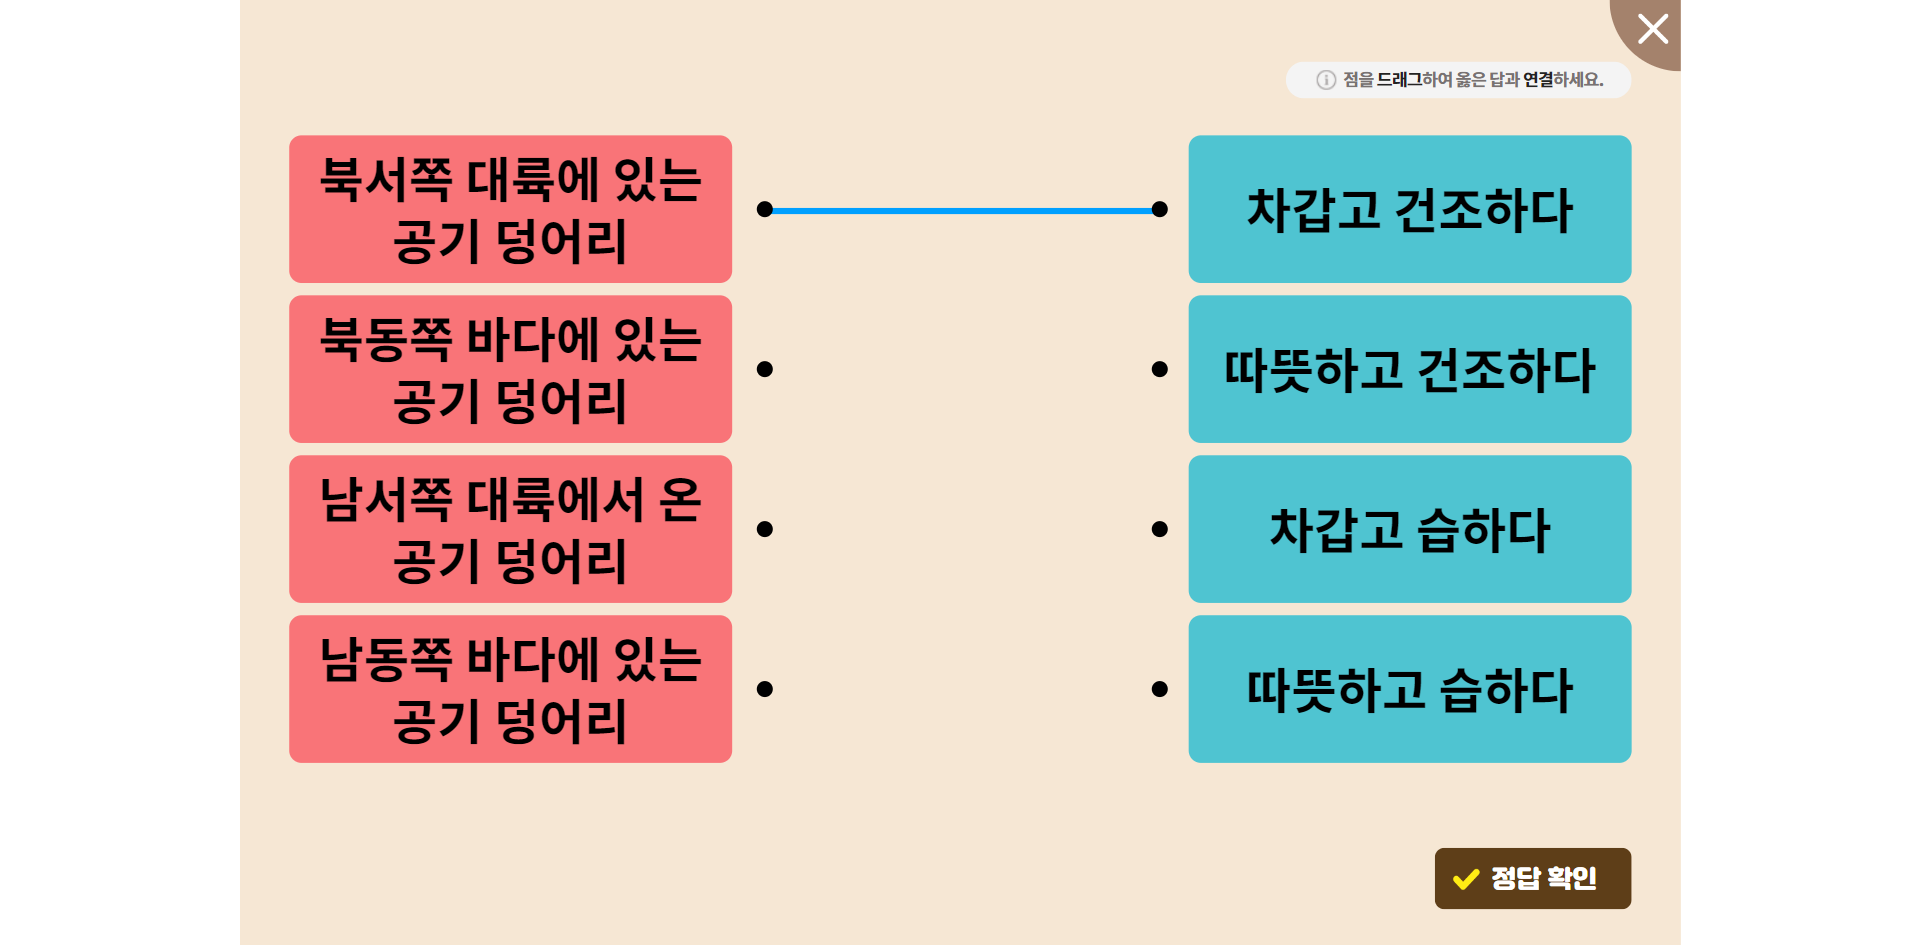 점을 드래그하여 옳은 답과 연결하세요.
북서쪽 대륙에 있는
공기 덩어리
차갑고 건조하다
북동쪽 바다에 있는
공기 덩어리
따뜻하고 건조하다
남서쪽 대륙에서 온
공기 덩어리
차갑고 습하다
남동쪽 바다에 있는
공기 덩어리
따뜻하고 습하다
정답 확인